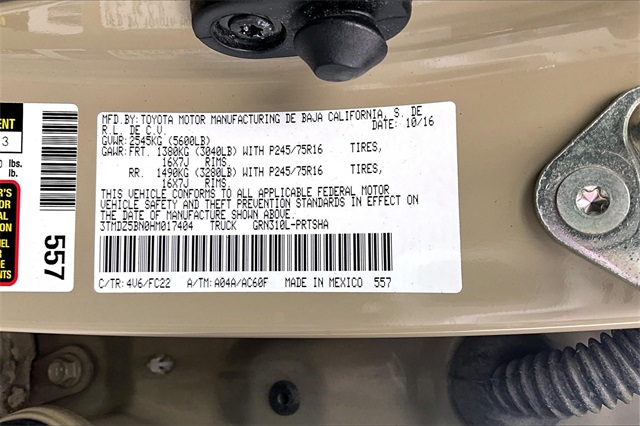 MFD.BY: TOYOTA MOTOR MANUFACTURING DE BAJA CALIFORNIA, S. DE
R.L. DE C.V. DATE: 10/16
GVWR: 2545KG (5600LB)
GAWR: FRT. 1380KG (3040LB) WITH P245/75R16 TIRES,
16X7J RIMS
RR. 1490KG (3280LB) WITH P245/75R16 TIRES,
16X7J RIMS
THIS VEHICLE CONFORMS TO ALL APPLICABLE FEDERAL MOTOR
VEHICLE SAFETY AND THEFT PREVENTION STANDARDS IN EFFECT ON
THE DATE OF MANUFACTURE SHOWN ABOVE.
3TMDZ5BN0HM017404 TRUCK GRN310L-PRTSHA
C/TR: 4V6/FC22 A/TM: A04A/AC60F MADE IN MEXICO 557
557
lbs.
lb.